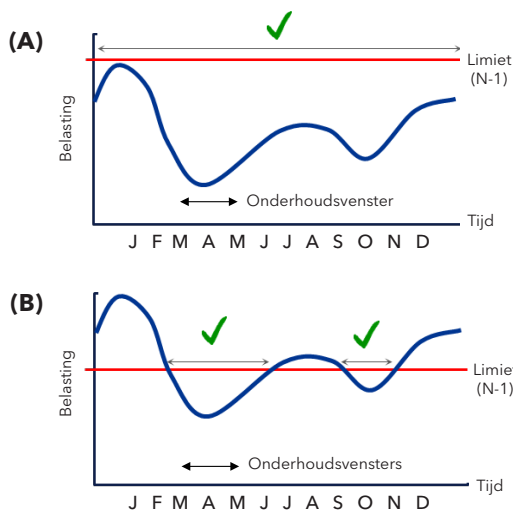 (A)
Limiet
(N-1)
Belasting
Onderhoudsvenster
Tijd
J F M A M J J A S O N D
(B)
Limiet
(N-1)
Belasting
Onderhoudsvensters
Tijd
J F M A M J J A S O N D